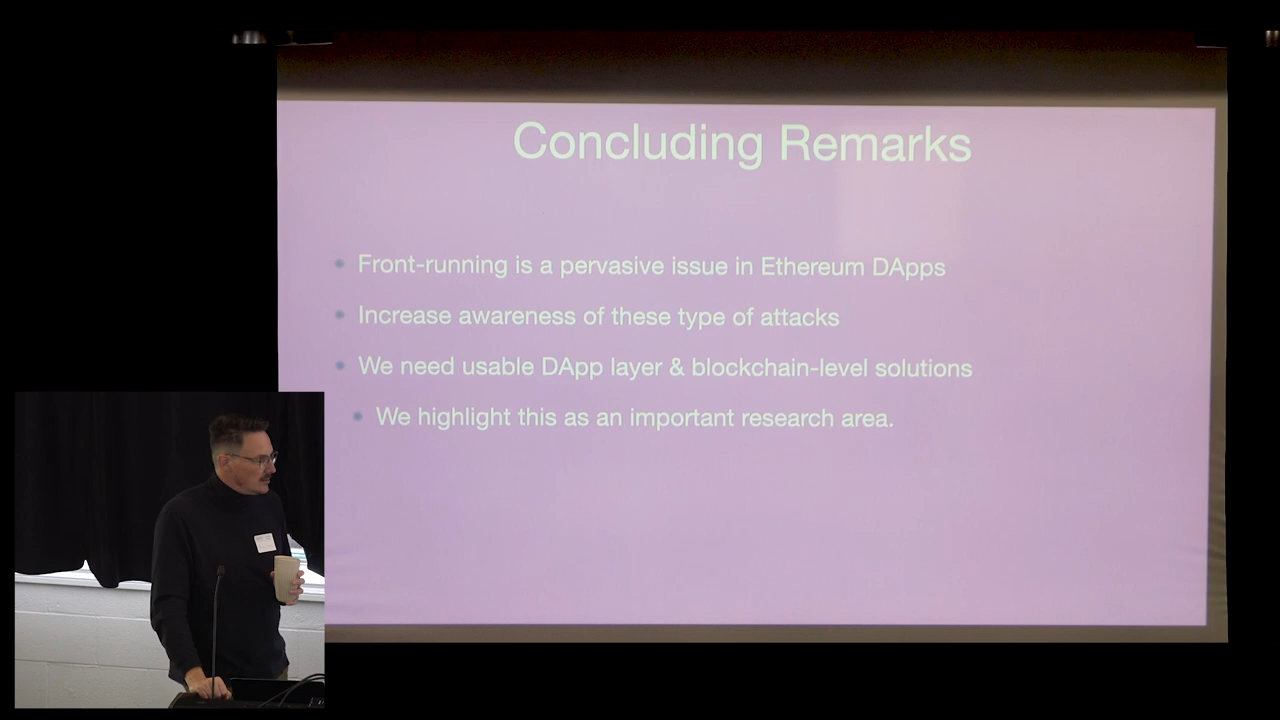 Concluding Remarks
Front-running is a pervasive issue in Ethereum DApps
Increase awareness of these type of attacks
We need usable DApp layer & blockchain-level solutions
We highlight this as an important research area.